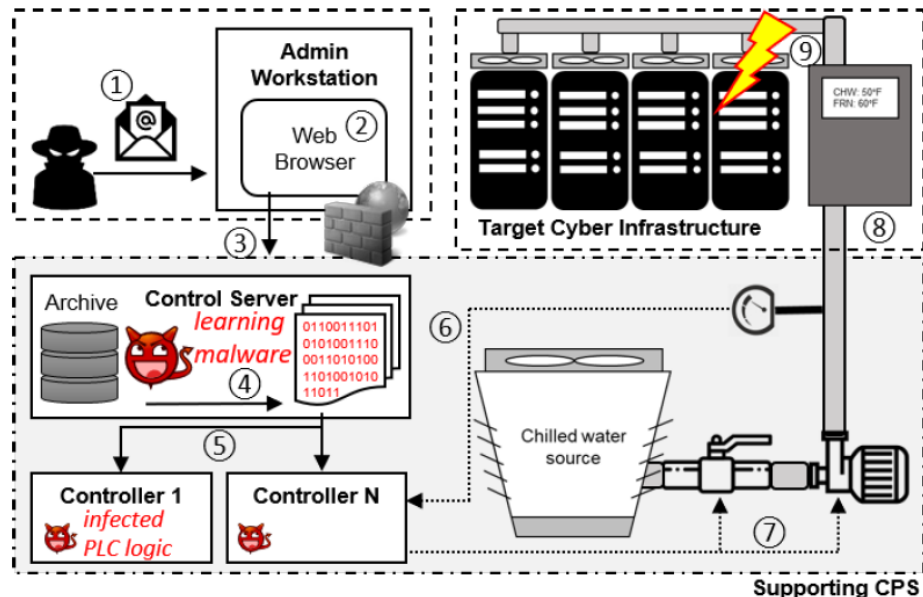 ①
@
Admin
Workstation
Web
Browser
②
③
⑨
CHW: 50°F
FRN: 60°F
Target Cyber Infrastructure
⑧
Archive
Control Server
learning
malware
0110011101
0101001110
0011010100
1101001010
11011
④
⑤
Controller 1
infected
PLC logic
Controller N
⑥
Chilled water
source
⑦
Supporting CPS